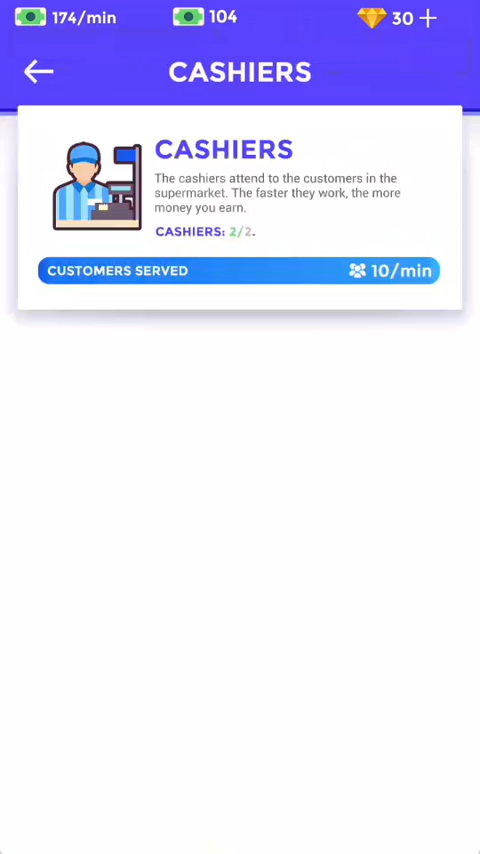 174/min 104 30
CASHIERS
CASHIERS
The cashiers attend to the customers in the
supermarket. The faster they work, the more
money you earn.
CASHIERS: 2/2.
CUSTOMERS SERVED 10/min